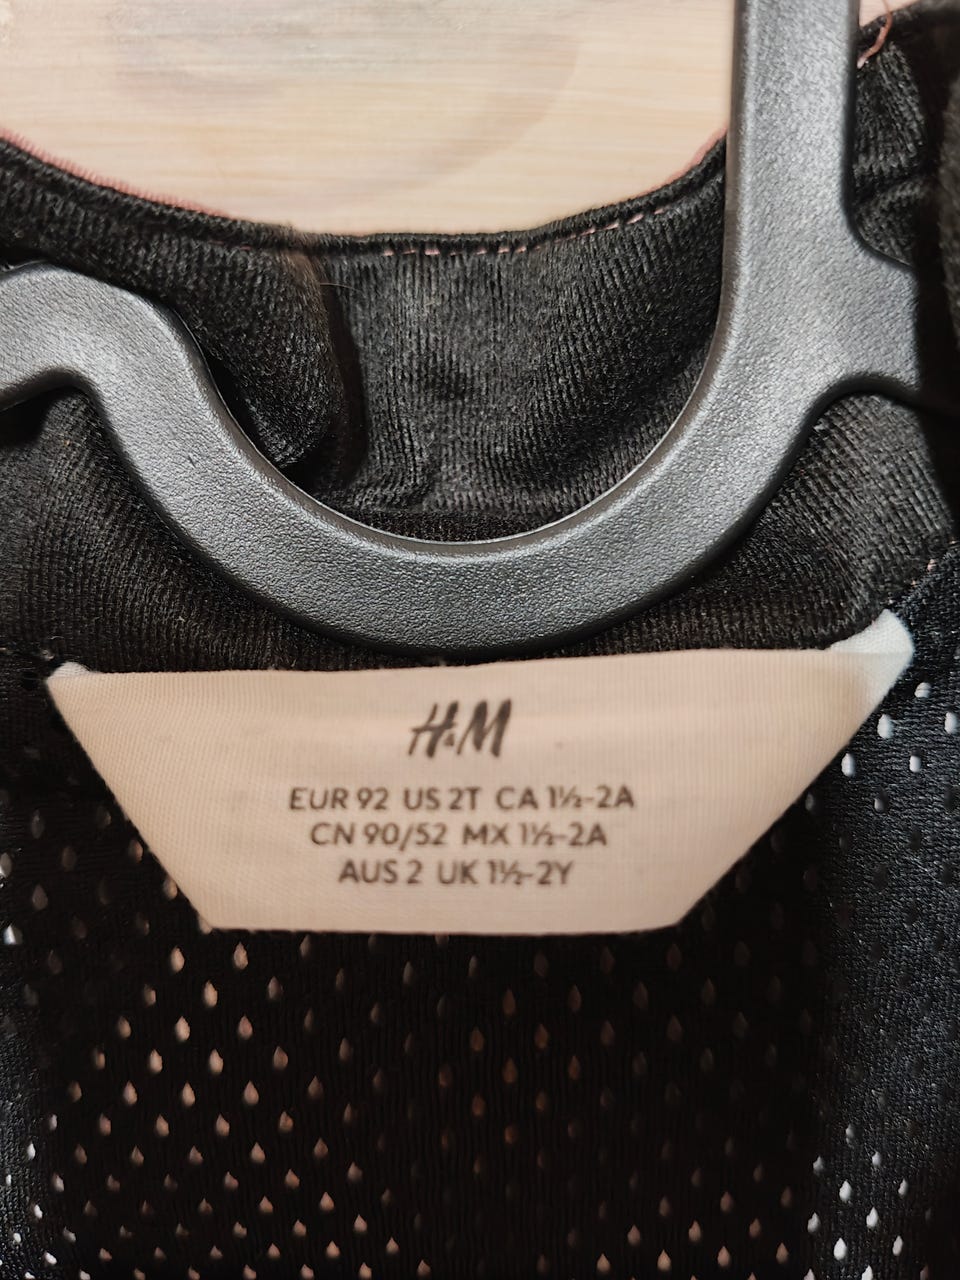 H&M
EUR 92 US 2T CA 1½-2A
CN 90/52 MX 1½-2A
AUS 2 UK 1½-2Y